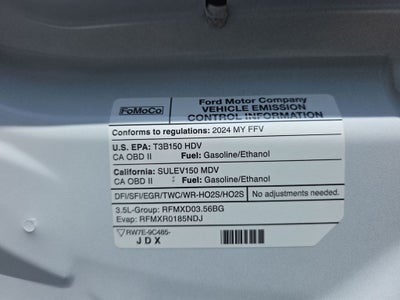 FoMoCo
Ford Motor Company
VEHICLE EMISSION
CONTROL INFORMATION
Conforms to regulations: 2024 MY FFV
U.S. EPA: T3B150 HDV
CA OBD II Fuel: Gasoline/Ethanol
California: SULEV150 MDV
CA OBD II Fuel: Gasoline/Ethanol
DFI/SFI/EGR/TWC/WR-HO2S/HO2S No adjustments needed.
3.5L-Group: RFMXD03.56BG
Evap: RFMXR0185NDJ
RW7E-9C485-
JDX